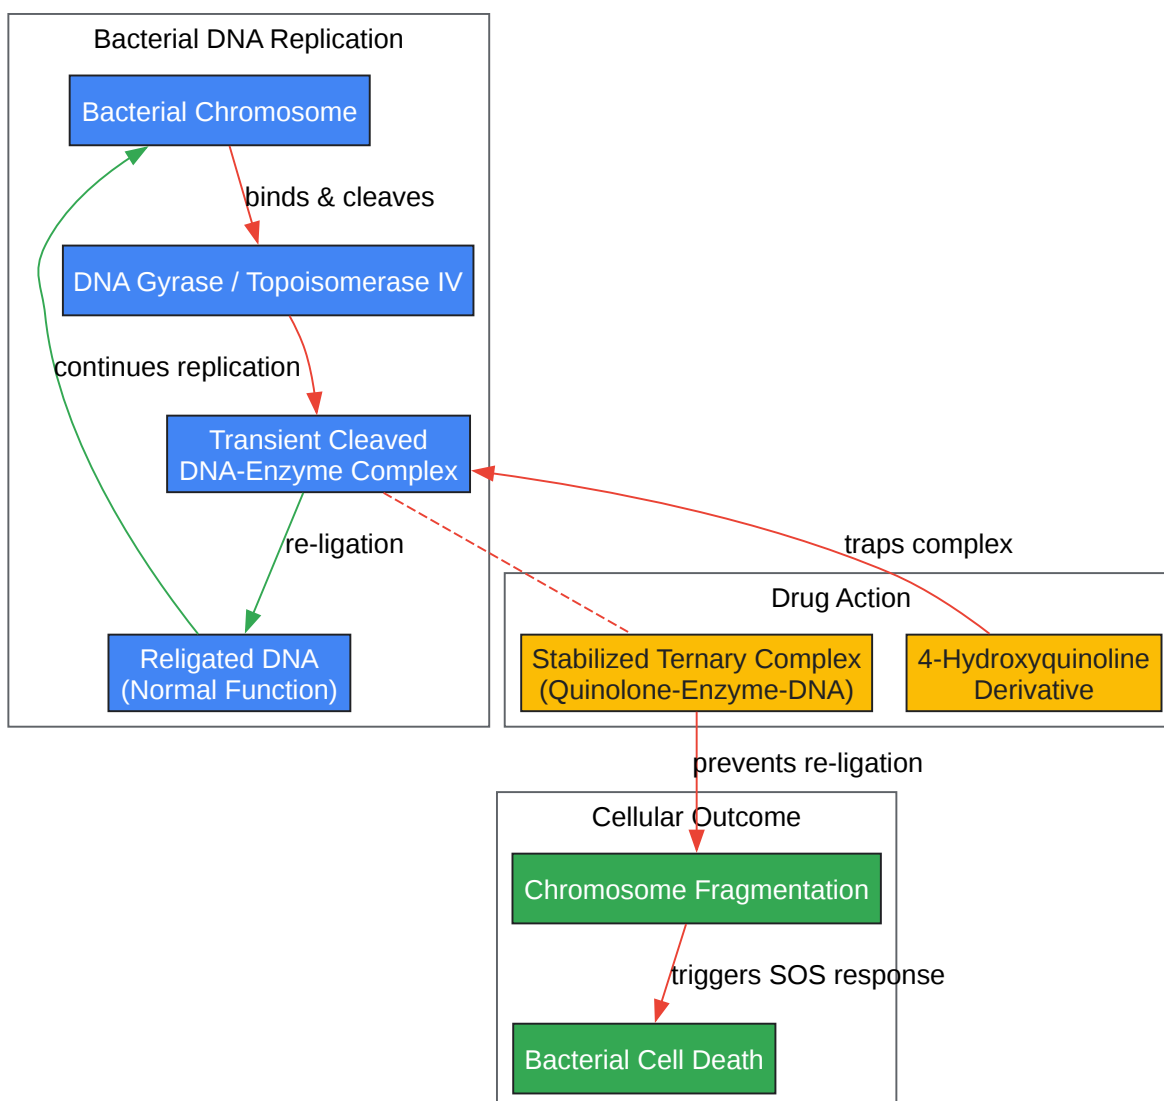 Bacterial DNA Replication
Bacterial Chromosome
binds & cleaves
DNA Gyrase / Topoisomerase IV
continues replication
Transient Cleaved
DNA-Enzyme Complex
re-ligation
traps complex
Drug Action
Religated DNA
(Normal Function)
Stabilized Ternary Complex
(Quinolone-Enzyme-DNA)
4-Hydroxyquinoline
Derivative
prevents re-ligation
Cellular Outcome
Chromosome Fragmentation
triggers SOS response
Bacterial Cell Death